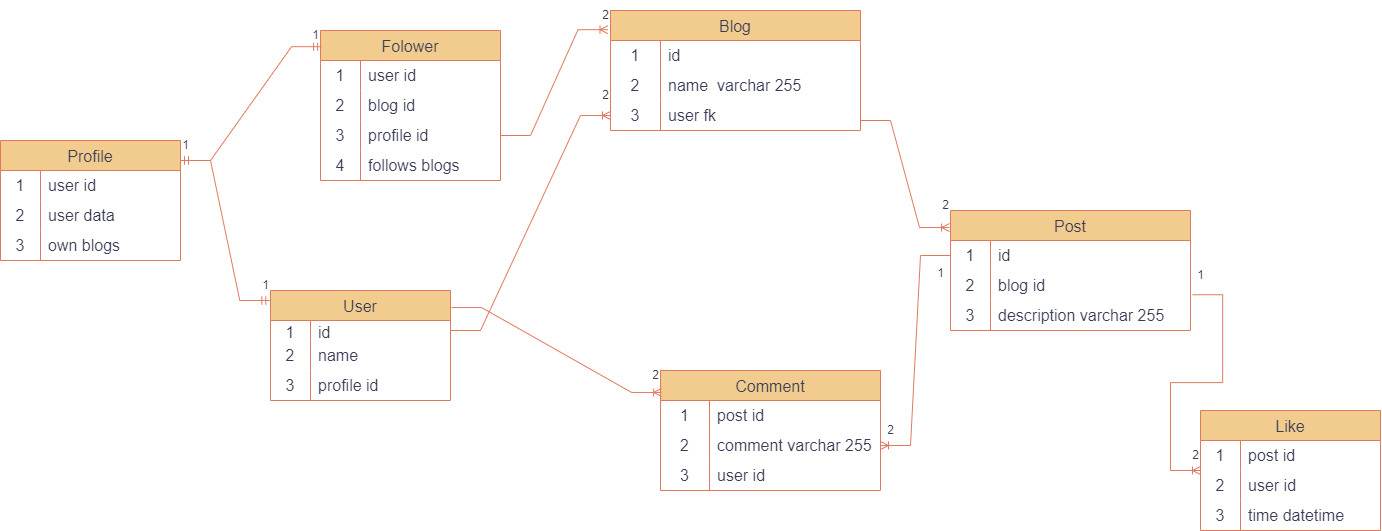 Profile
1 user id
2 user data
3 own blogs
1
1
Folower
1 user id
2 blog id
3 profile id
4 follows blogs
1
User
1 id
2 name
3 profile id
2
2
Blog
1 id
2 name varchar 255
3 user fk
2
Comment
1 post id
2 comment varchar 255
3 user id
2
2
1
Post
1 id
2 blog id
3 description varchar 255
1
2
Like
1 post id
2 user id
3 time datetime